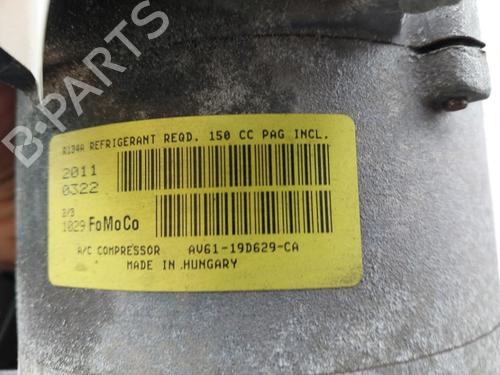 R134A REFRIGERANT REQD. 150 CC PAG INCL.
2011
0322
2/3
1029 FoMoCo
A/C COMPRESSOR AV61-19D629-CA
MADE IN HUNGARY
B-PARTS